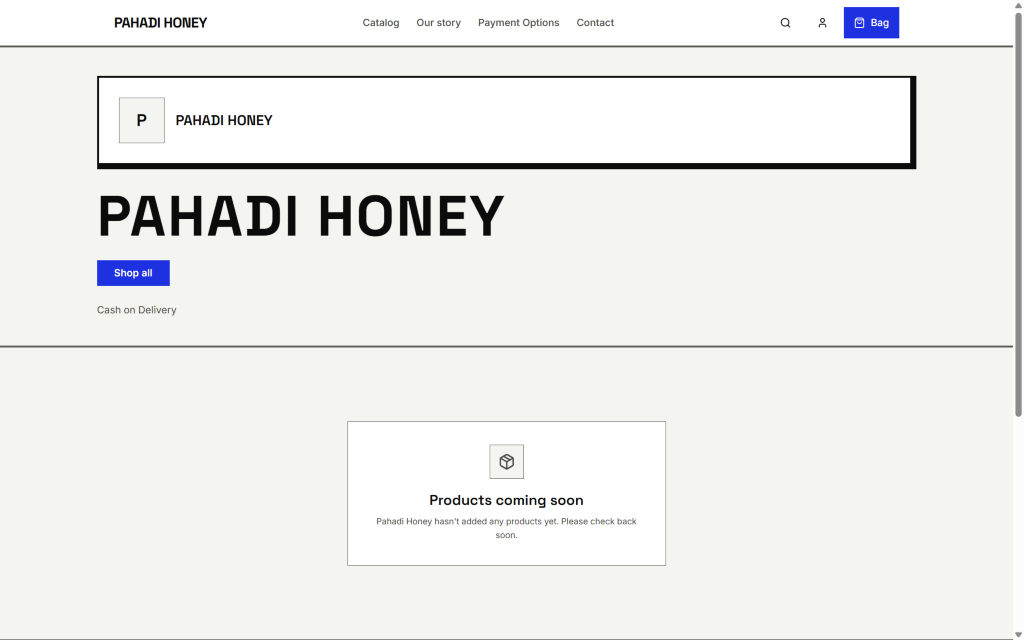 PAHADI HONEY
Catalog
Our story
Payment Options
Contact
Bag
P
PAHADI HONEY
PAHADI HONEY
Shop all
Cash on Delivery
Products coming soon
Pahadi Honey hasn't added any products yet. Please check back
soon.